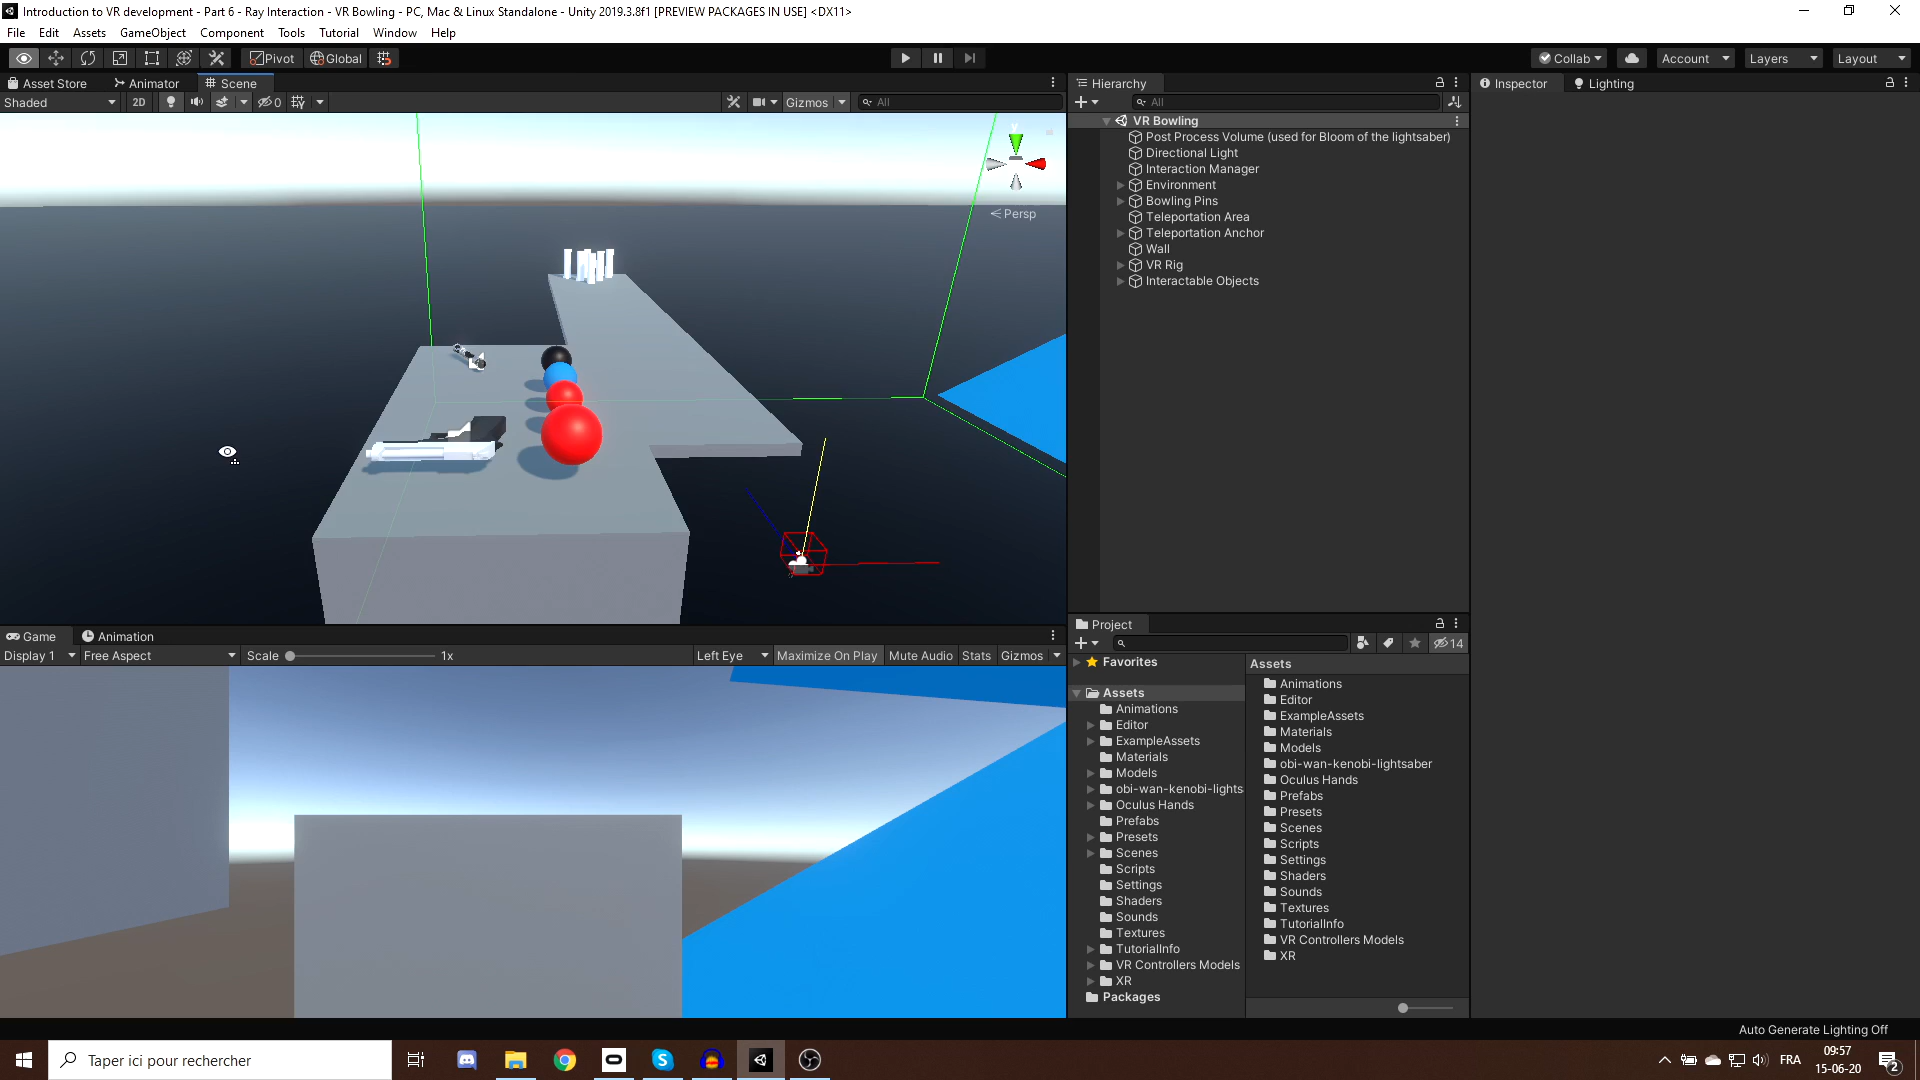 Introduction to VR development - Part 6 - Ray Interaction - VR Bowling - PC, Mac & Linux Standalone - Unity 2019.3.8f1 [PREVIEW PACKAGES IN USE] <DX11>
File Edit Assets GameObject Component Tools Tutorial Window Help
Pivot Global Collab Account Layers Layout
Asset Store Animator Scene
Shaded 2D 0 Gizmos All
Persp
Hierarchy
All
VR Bowling
Post Process Volume (used for Bloom of the lightsaber)
Directional Light
Interaction Manager
Environment
Bowling Pins
Teleportation Area
Teleportation Anchor
Wall
VR Rig
Interactable Objects
Inspector Lighting
Game Animation
Display 1 Free Aspect Scale 1x Left Eye Maximize On Play Mute Audio Stats Gizmos
Project
14
Favorites
Assets
Animations
Editor
ExampleAssets
Materials
Models
obi-wan-kenobi-lights
Oculus Hands
Prefabs
Presets
Scenes
Scripts
Settings
Shaders
Sounds
Textures
TutorialInfo
VR Controllers Models
XR
Packages
Assets
Animations
Editor
ExampleAssets
Materials
Models
obi-wan-kenobi-lightsaber
Oculus Hands
Prefabs
Presets
Scenes
Scripts
Settings
Shaders
Sounds
Textures
TutorialInfo
VR Controllers Models
XR
Auto Generate Lighting Off
Taper ici pour rechercher
FRA
09:57
15-06-20
2